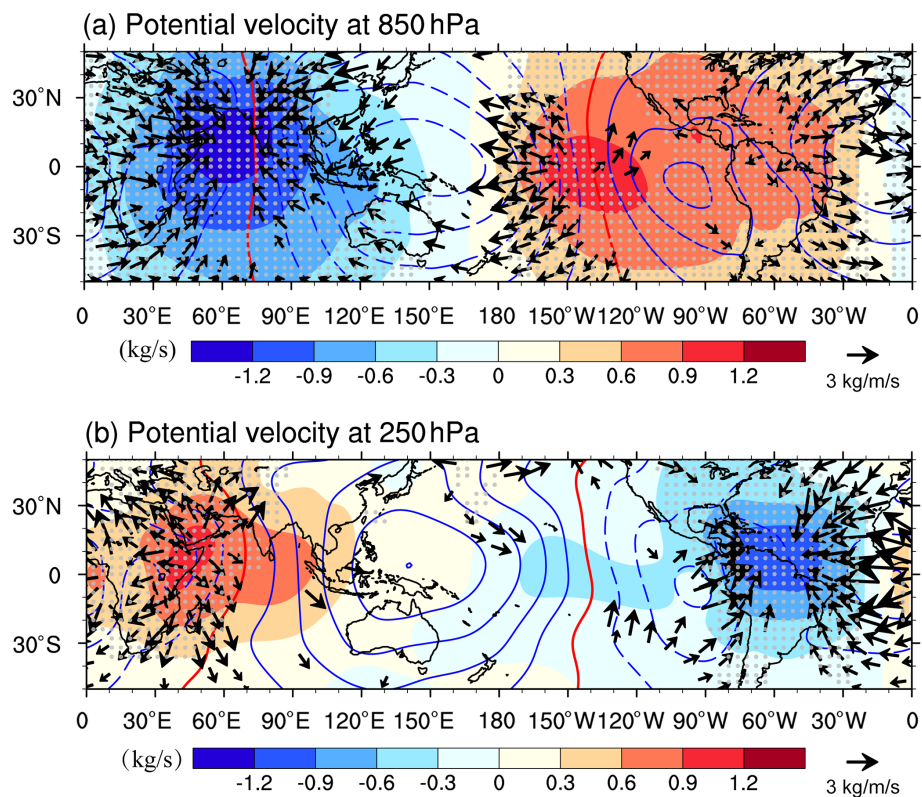 (a) Potential velocity at 850 hPa
30°N
0
30°S
0 30°E 60°E 90°E 120°E 150°E 180 150°W 120°W 90°W 60°W 30°W 0
(kg/s)
-1.2 -0.9 -0.6 -0.3 0 0.3 0.6 0.9 1.2
3 kg/m/s
(b) Potential velocity at 250 hPa
30°N
0
30°S
0 30°E 60°E 90°E 120°E 150°E 180 150°W 120°W 90°W 60°W 30°W 0
(kg/s)
-1.2 -0.9 -0.6 -0.3 0 0.3 0.6 0.9 1.2
3 kg/m/s